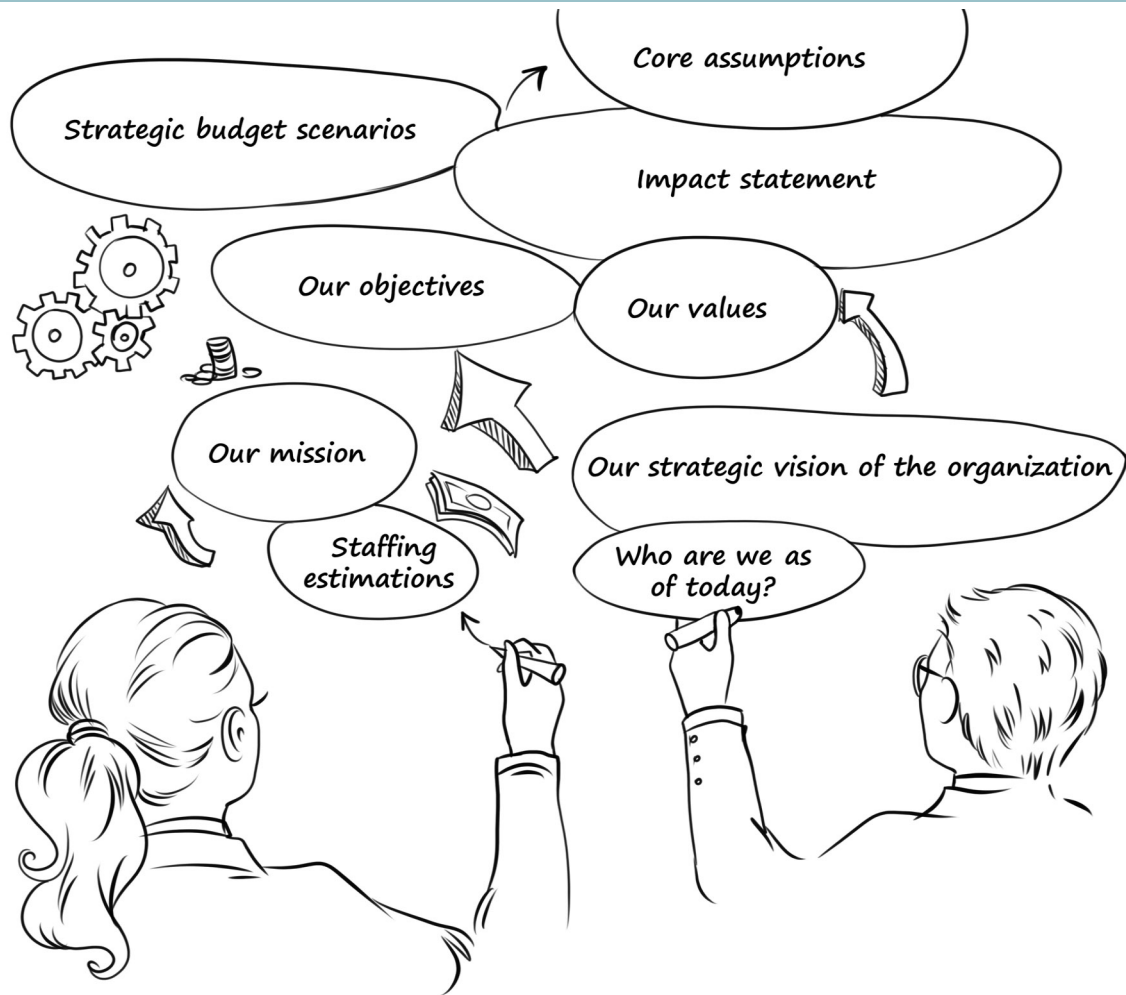 Core assumptions
Strategic budget scenarios
Impact statement
Our objectives
Our values
Our mission
Our strategic vision of the organization
Staffing
estimations
Who are we as
of today?